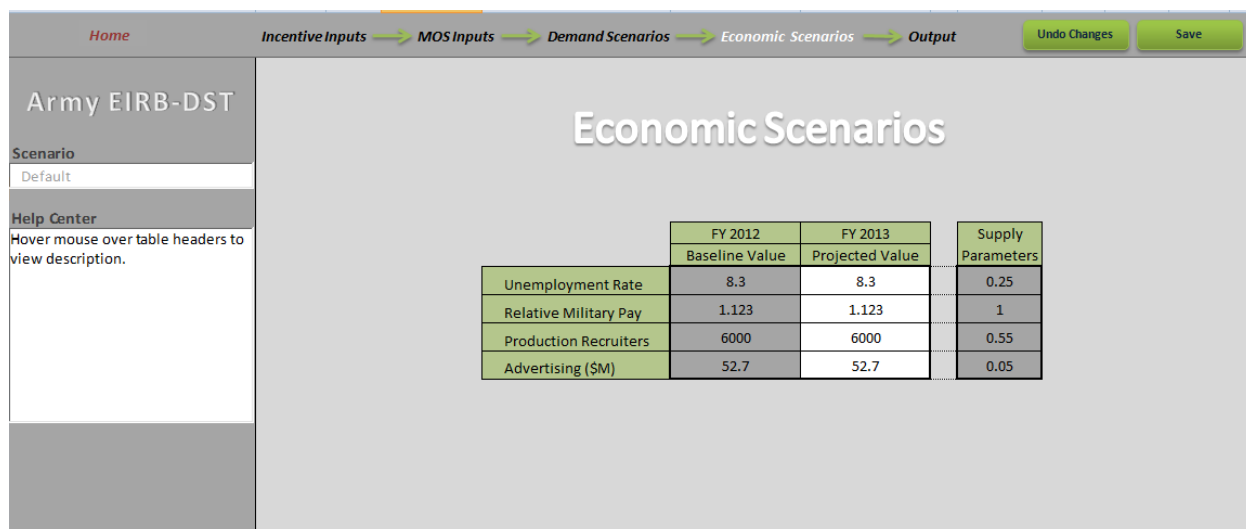 Home Incentive Inputs MOS Inputs Demand Scenarios Economic Scenarios Output Undo Changes Save
Army EIRB-DST
Economic Scenarios
Scenario
Default
Help Center
Hover mouse over table headers to
view description.
FY 2012 FY 2013 Supply
Baseline Value Projected Value Parameters
Unemployment Rate 8.3 8.3 0.25
Relative Military Pay 1.123 1.123 1
Production Recruiters 6000 6000 0.55
Advertising ($M) 52.7 52.7 0.05